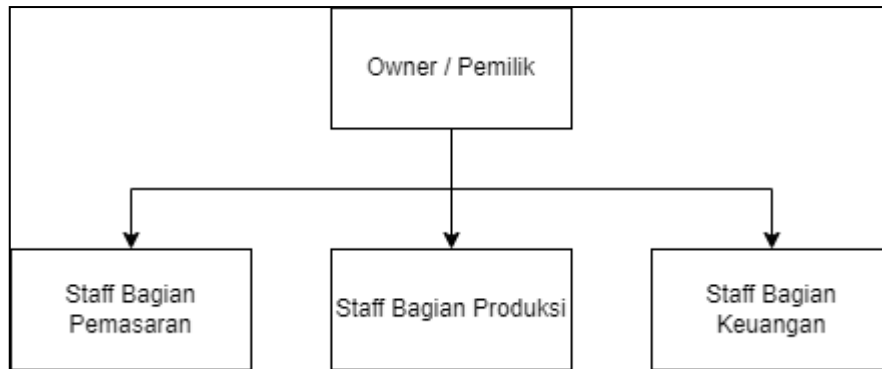 Owner / Pemilik
Staff Bagian
Pemasaran
Staff Bagian Produksi
Staff Bagian
Keuangan